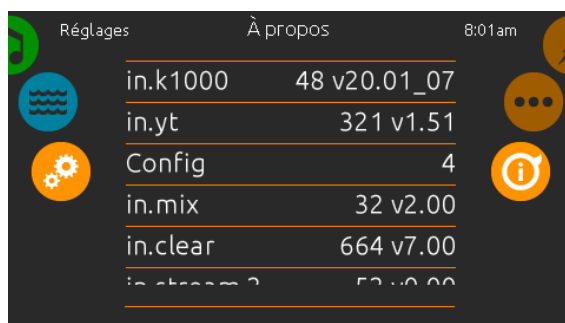 Réglages À propos 8:01am
in.k1000 48 v20.01_07
in.yt 321 v1.51
Config 4
in.mix 32 v2.00
in.clear 664 v7.00